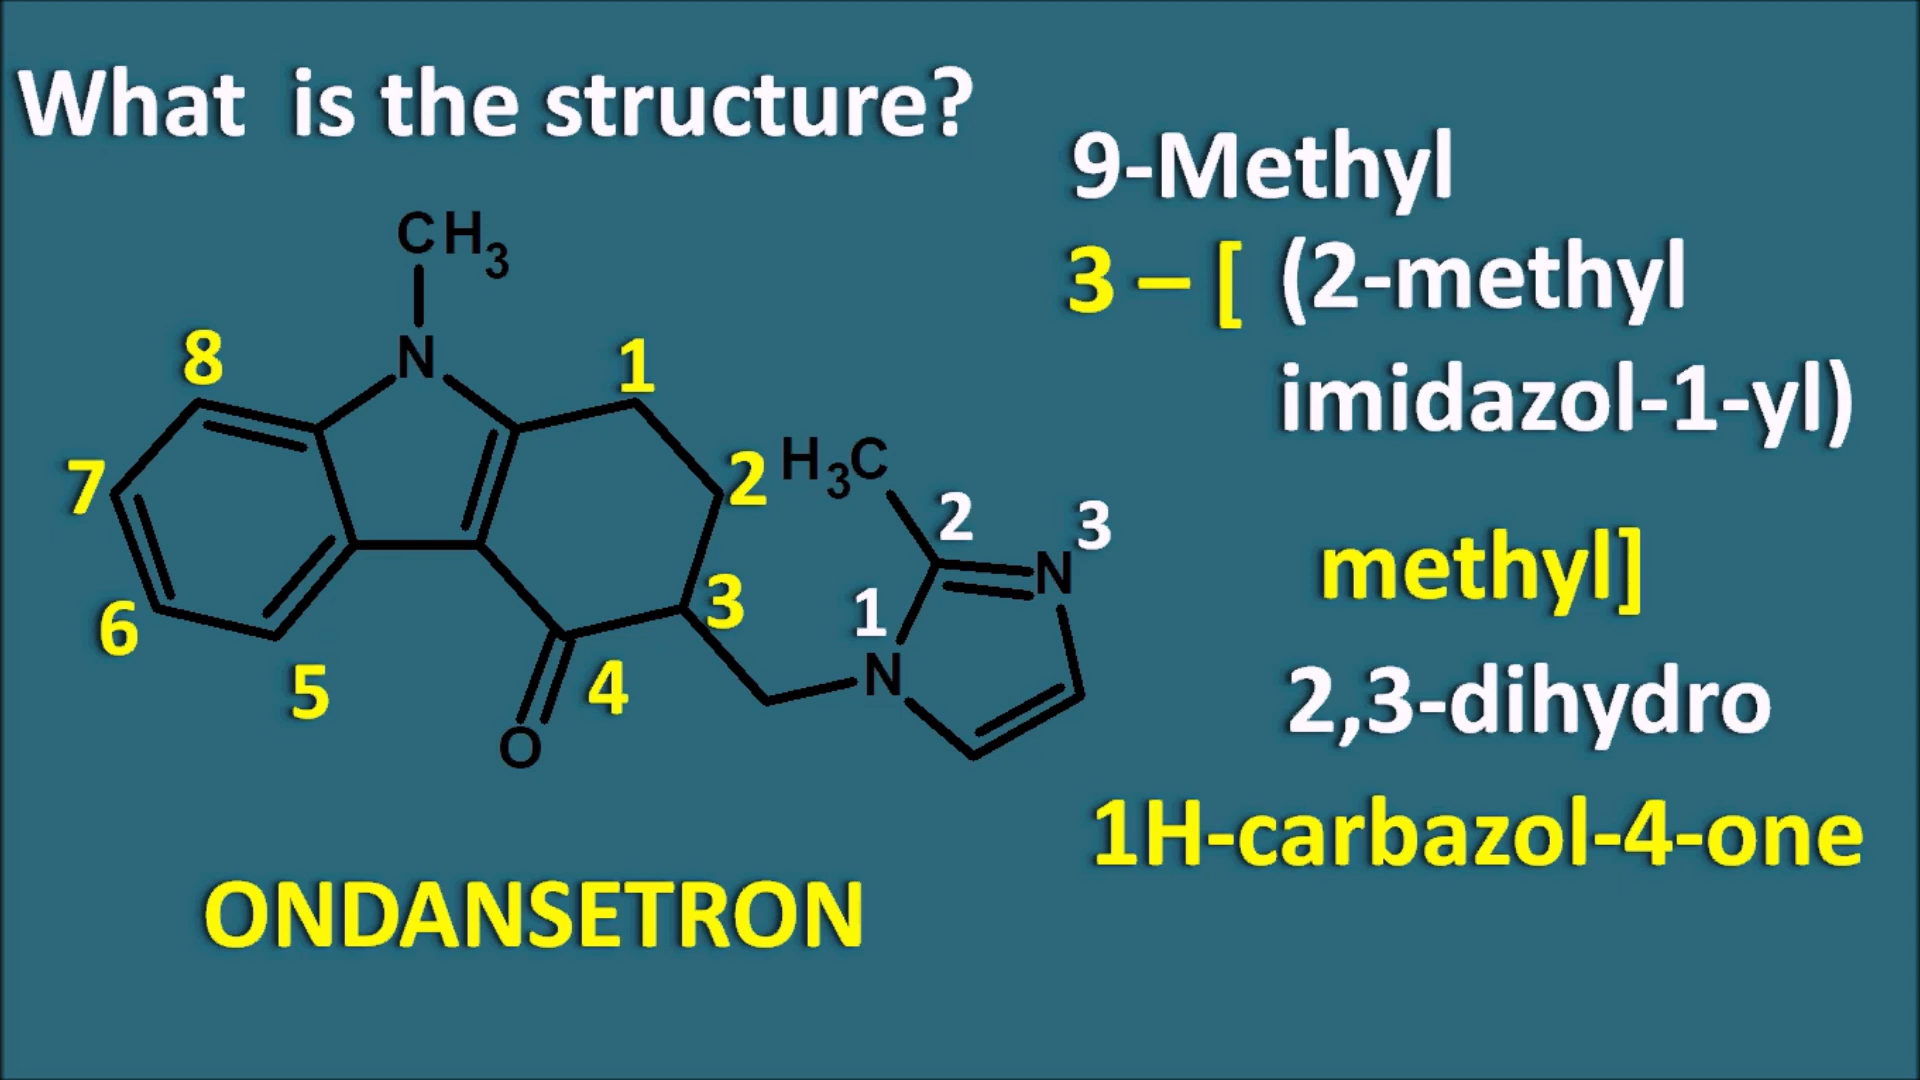 What is the structure?
9-Methyl
3 – [ (2-methyl
imidazol-1-yl)
methyl]
2,3-dihydro
1H-carbazol-4-one
CH3
N
8
1
7
2
H3C
2
3
N
6
3
1
N
5
4
O
ONDANSETRON